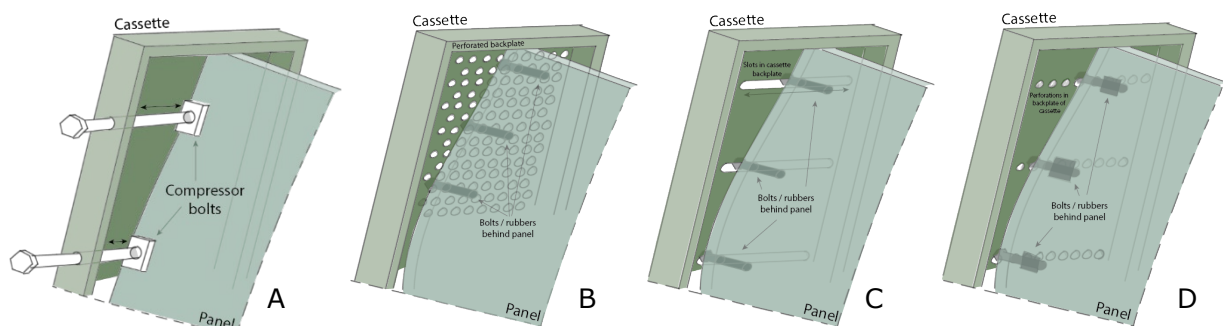 Cassette
Compressor
bolts
Panel
A
Cassette
Perforated backplate
Bolts / rubbers
behind panel
Panel
B
Cassette
Slots in cassette
backplate
Bolts / rubbers
behind panel
Panel
C
Cassette
Perforations in
backplate of
cassette
Bolts / rubbers
behind panel
Panel
D